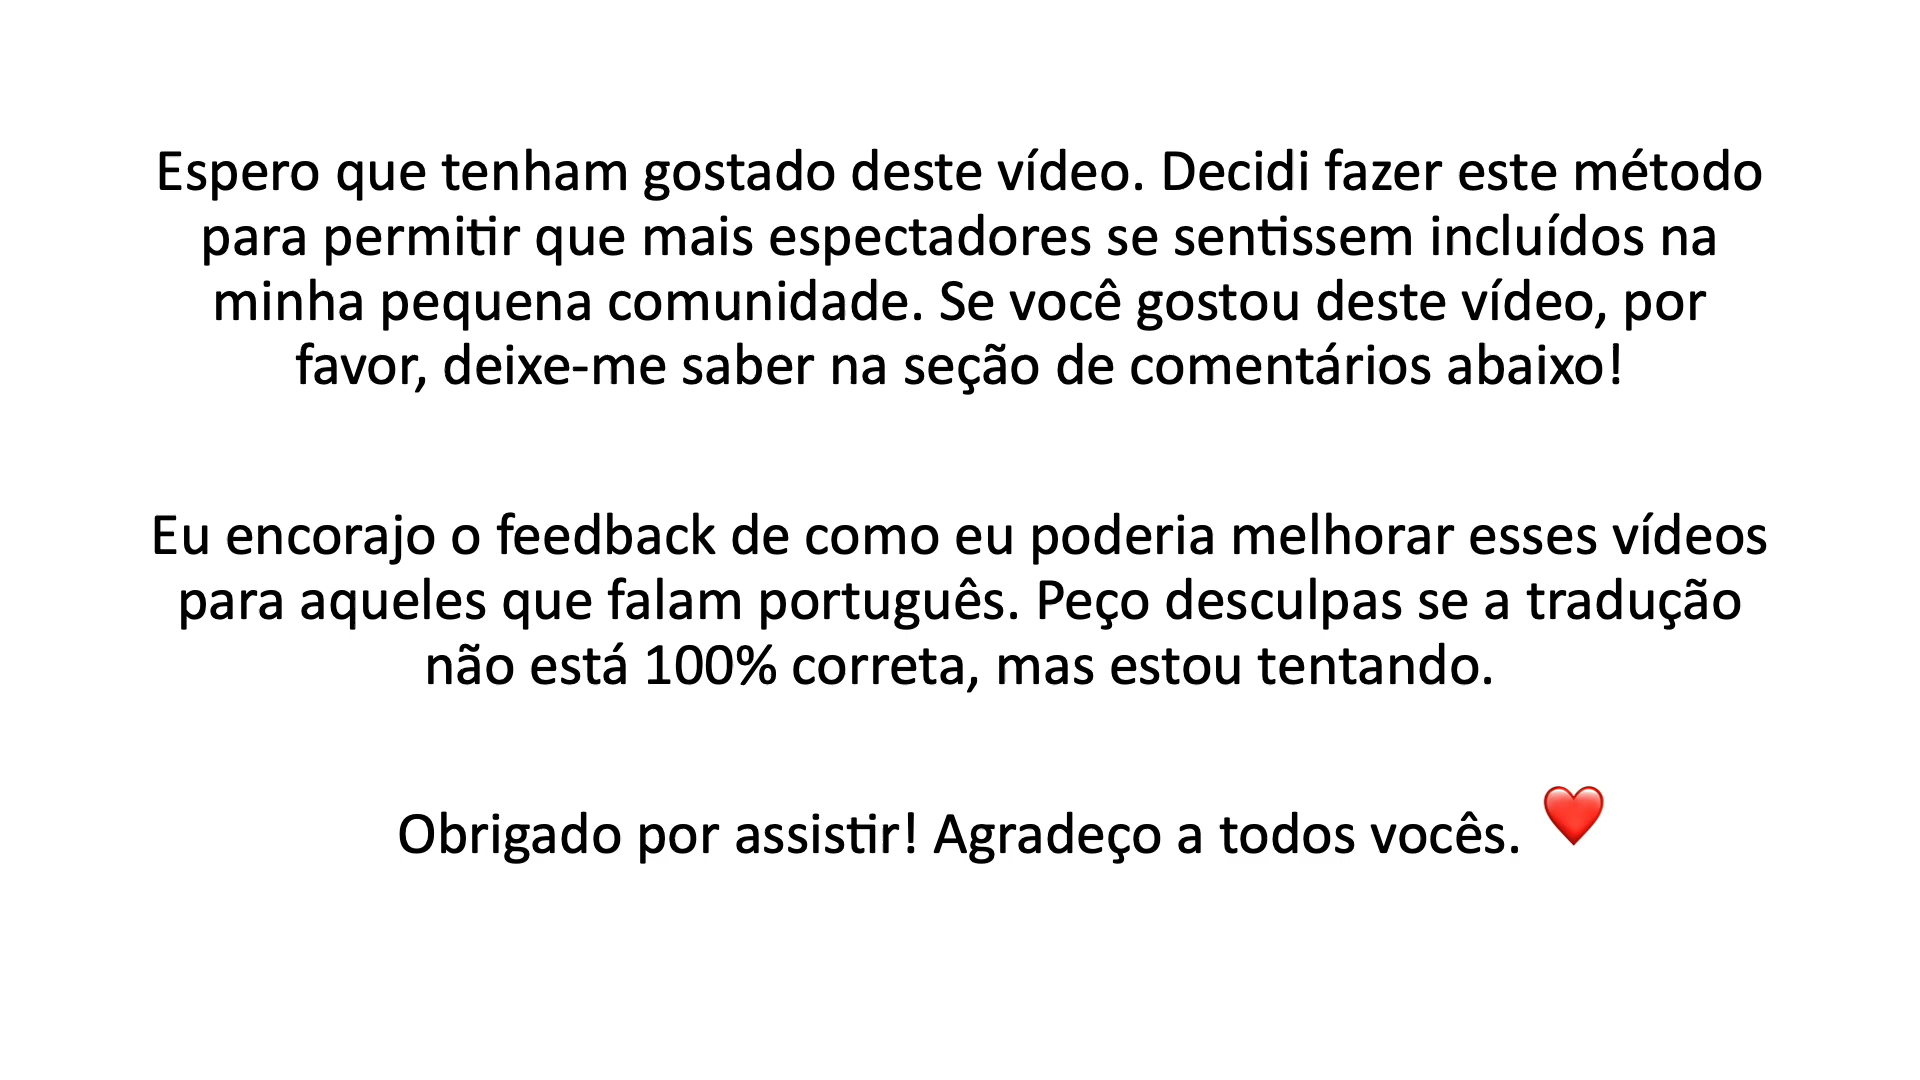 Espero que tenham gostado deste vídeo. Decidi fazer este método
para permitir que mais espectadores se sentissem incluídos na
minha pequena comunidade. Se você gostou deste vídeo, por
favor, deixe-me saber na seção de comentários abaixo!
Eu encorajo o feedback de como eu poderia melhorar esses vídeos
para aqueles que falam português. Peço desculpas se a tradução
não está 100% correta, mas estou tentando.
Obrigado por assistir! Agradeço a todos vocês. ❤️